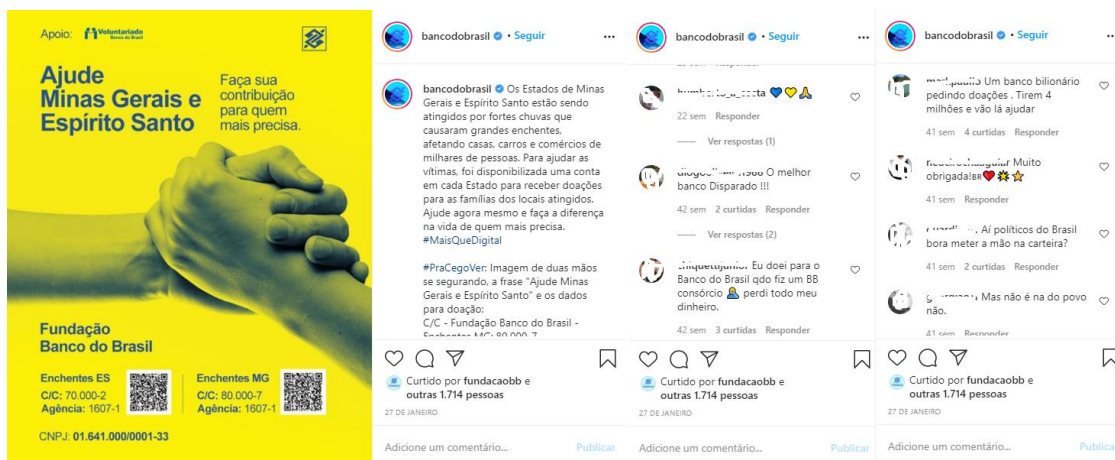 Apoio: Voluntariado
Banco do Brasil
Ajude
Minas Gerais e
Espírito Santo
Faça sua
contribuição
para quem
mais precisa.
Fundação
Banco do Brasil
Enchentes ES
C/C: 70.000-2
Agência: 1607-1
Enchentes MG
C/C: 80.000-7
Agência: 1607-1
CNPJ: 01.641.000/0001-33
bancodobrasil • Seguir
bancodobrasil Os Estados de Minas
Gerais e Espírito Santo estão sendo
atingidos por fortes chuvas que
causaram grandes enchentes,
afetando casas, carros e comércios de
milhares de pessoas. Para ajudar as
vítimas, foi disponibilizada uma conta
em cada Estado para receber doações
para as famílias dos locais atingidos.
Ajude agora mesmo e faça a diferença
na vida de quem mais precisa.
#MaisQueDigital
#PraCegoVer: Imagem de duas mãos
se segurando, a frase "Ajude Minas
Gerais e Espírito Santo" e os dados
para doação:
C/C - Fundação Banco do Brasil -
Enchentes MG: 80.000-7
Curtido por fundacaobb e
outras 1.714 pessoas
27 DE JANEIRO
Adicione um comentário... Publicar
bancodobrasil • Seguir
💙💛🙏
22 sem Responder
Ver respostas (1)
O melhor
banco Disparado !!!
42 sem 2 curtidas Responder
Ver respostas (2)
Eu doei para o
Banco do Brasil qdo fiz um BB
consórcio 🤷 perdi todo meu
dinheiro.
42 sem 3 curtidas Responder
Curtido por fundacaobb e
outras 1.714 pessoas
27 DE JANEIRO
Adicione um comentário... Publicar
bancodobrasil • Seguir
Um banco bilionário
pedindo doações . Tirem 4
milhões e vão lá ajudar
41 sem 4 curtidas Responder
Muito
obrigada!🇧🇷❤️💥⭐
41 sem Responder
Aí políticos do Brasil
bora meter a mão na carteira?
41 sem 2 curtidas Responder
Mas não é na do povo
não.
41 sem Responder
Curtido por fundacaobb e
outras 1.714 pessoas
27 DE JANEIRO
Adicione um comentário...